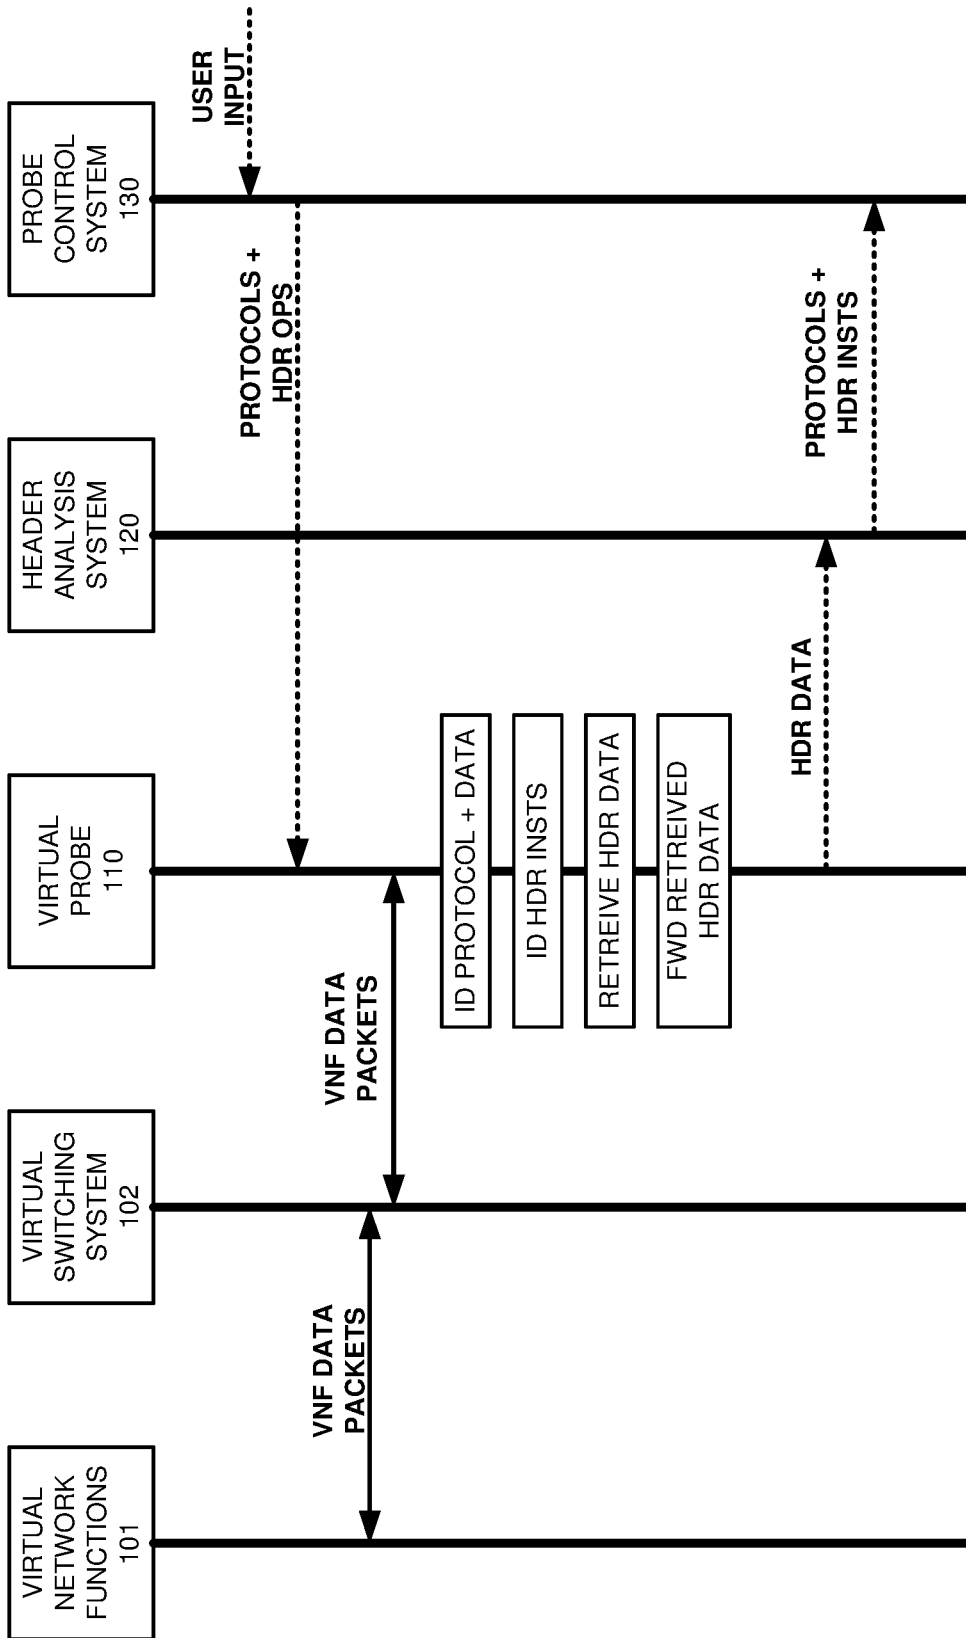 VIRTUAL
NETWORK
FUNCTIONS
101
VIRTUAL
SWITCHING
SYSTEM
102
VIRTUAL
PROBE
110
HEADER
ANALYSIS
SYSTEM
120
PROBE
CONTROL
SYSTEM
130
USER
INPUT
PROTOCOLS +
HDR OPS
VNF DATA
PACKETS
VNF DATA
PACKETS
ID PROTOCOL + DATA
ID HDR INSTS
RETREIVE HDR DATA
FWD RETREIVED
HDR DATA
HDR DATA
PROTOCOLS +
HDR INSTS